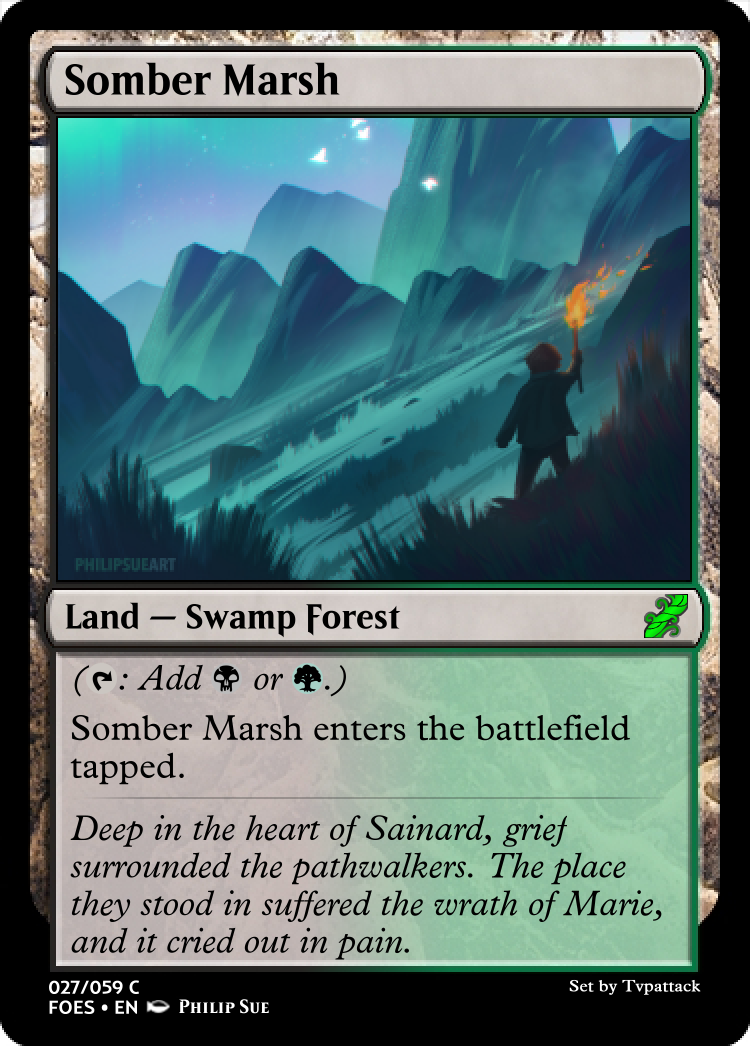 Somber Marsh
PHILIPSUEART
Land — Swamp Forest
(: Add or .)
Somber Marsh enters the battlefield
tapped.
Deep in the heart of Sainard, grief
surrounded the pathwalkers. The place
they stood in suffered the wrath of Marie,
and it cried out in pain.
027/059 C
Set by Tvpattack
FOES • EN Philip Sue